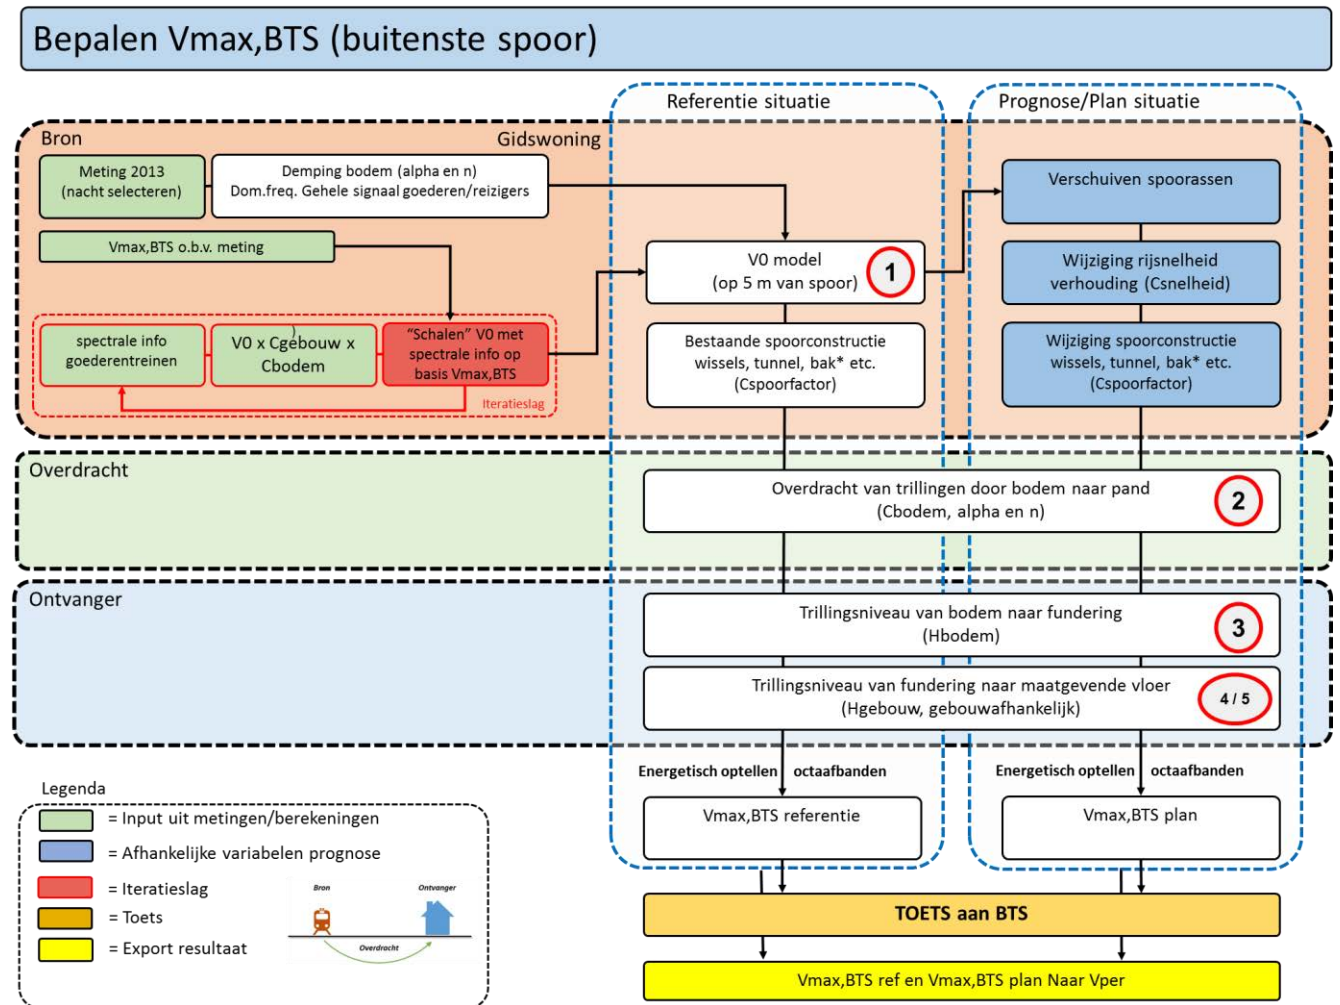 Bepalen Vmax,BTS (buitenste spoor)
Referentie situatie
Prognose/Plan situatie
Bron
Gidswoning
Meting 2013
(nacht selecteren)
Demping bodem (alpha en n)
Dom.freq. Gehele signaal goederen/reizigers
Verschuiven spoorassen
Vmax,BTS o.b.v. meting
V0 model
(op 5 m van spoor)
1
Wijziging rijsnelheid
verhouding (Csnelheid)
spectrale info
goederentreinen
V0 x Cgebouw x
Cbodem
“Schalen” V0 met
spectrale info op
basis Vmax,BTS
Iteratieslag
Bestaande spoorconstructie
wissels, tunnel, bak* etc.
(Cspoorfactor)
Wijziging spoorconstructie
wissels, tunnel, bak* etc.
(Cspoorfactor)
Overdracht
Overdracht van trillingen door bodem naar pand
(Cbodem, alpha en n)
2
Ontvanger
Trillingsniveau van bodem naar fundering
(Hbodem)
3
Trillingsniveau van fundering naar maatgevende vloer
(Hgebouw, gebouwafhankelijk)
4 / 5
Energetisch optellen octaafbanden
Energetisch optellen octaafbanden
Vmax,BTS referentie
Vmax,BTS plan
TOETS aan BTS
Vmax,BTS ref en Vmax,BTS plan Naar Vper
Legenda
= Input uit metingen/berekeningen
= Afhankelijke variabelen prognose
= Iteratieslag
= Toets
= Export resultaat
Bron
Ontvanger
Overdracht